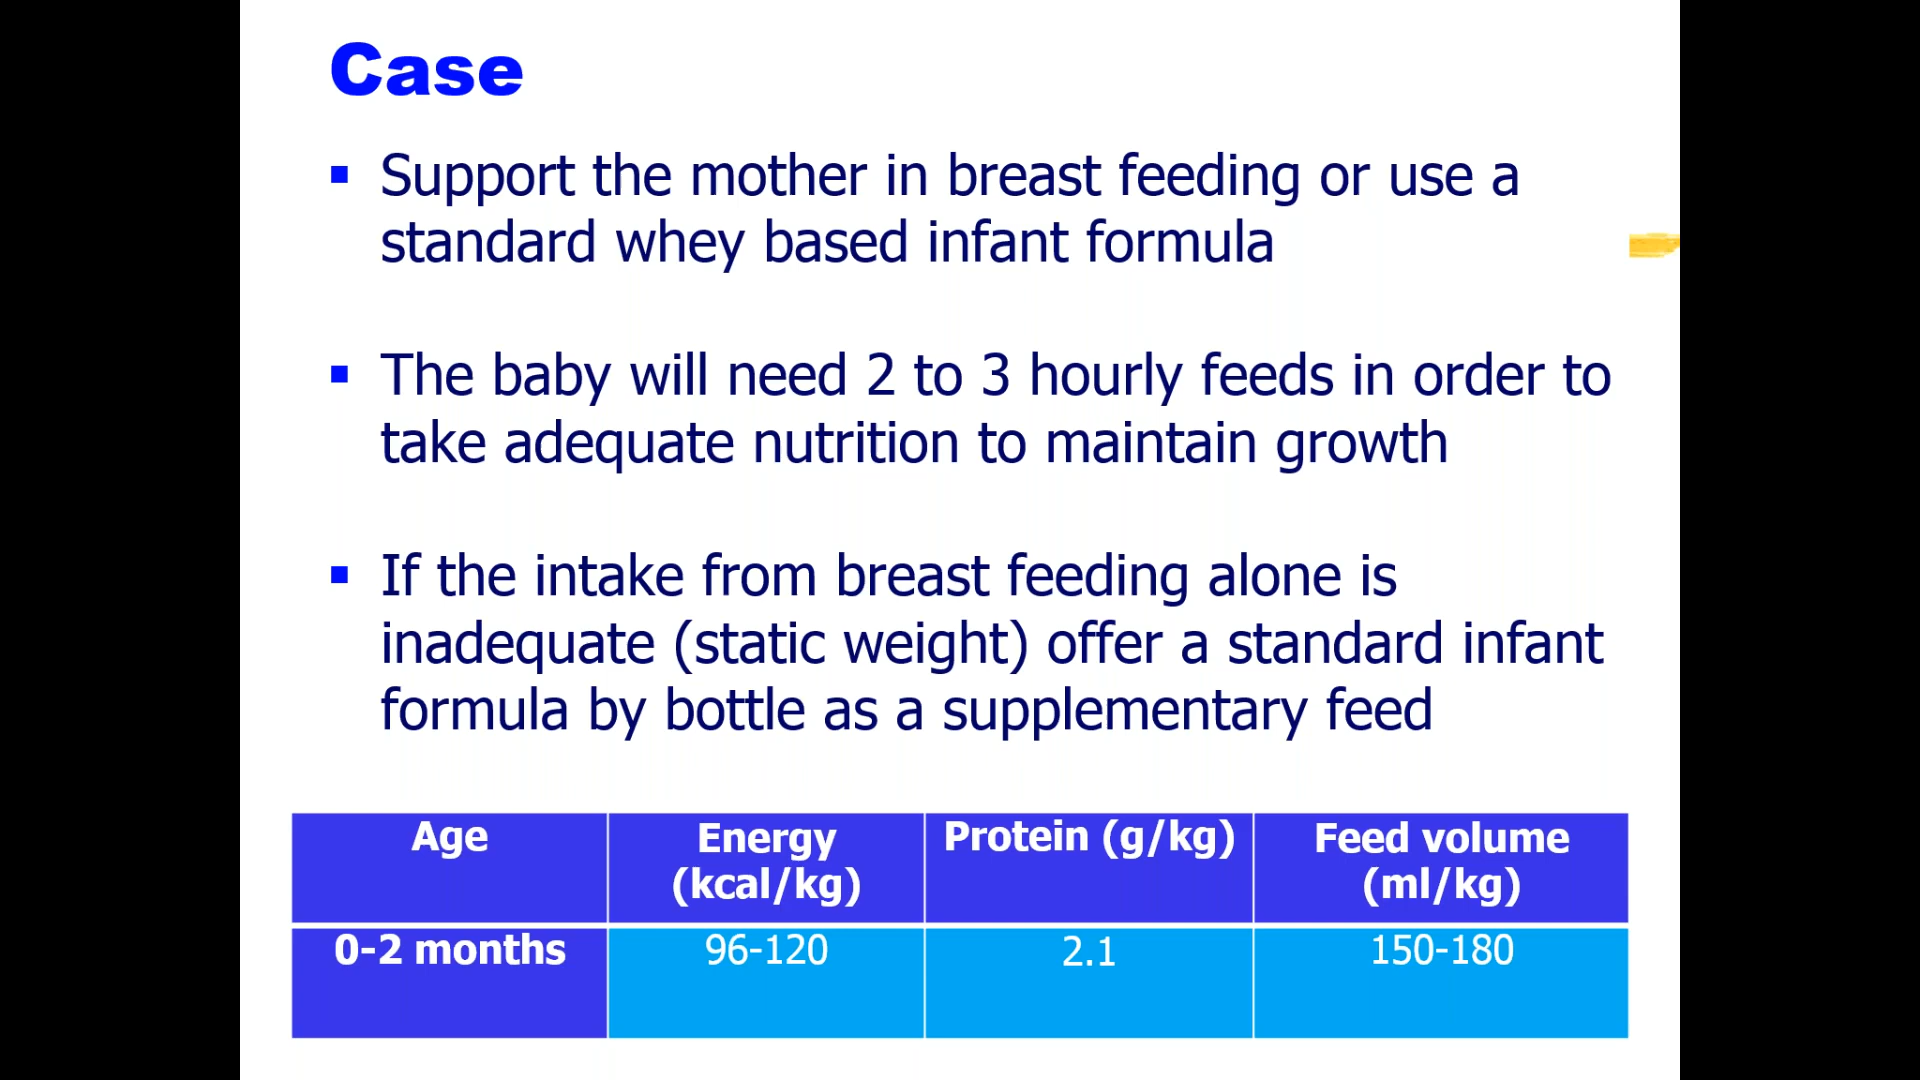 Case
▪ Support the mother in breast feeding or use a
standard whey based infant formula
▪ The baby will need 2 to 3 hourly feeds in order to
take adequate nutrition to maintain growth
▪ If the intake from breast feeding alone is
inadequate (static weight) offer a standard infant
formula by bottle as a supplementary feed
Age Energy (kcal/kg) Protein (g/kg) Feed volume (ml/kg)
0-2 months 96-120 2.1 150-180